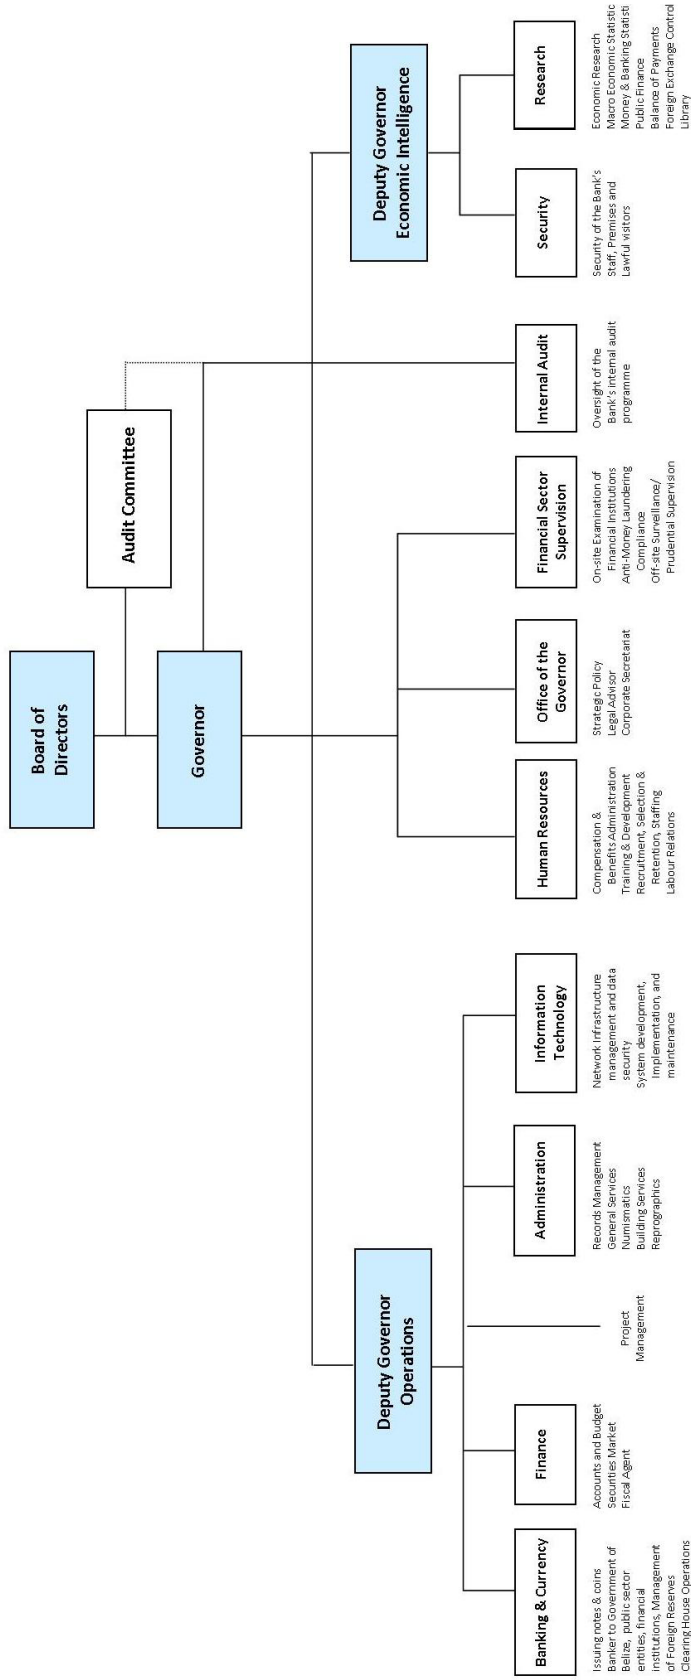 Board of
Directors
Audit Committee
Governor
Deputy Governor
Operations
Deputy Governor
Economic Intelligence
Banking & Currency
Issuing notes & coins
Banker to Government of
Belize, public sector
entities, financial
Institutions, Management
of Foreign Reserves
Clearing House Operations
Finance
Accounts and Budget
Securities Market
Fiscal Agent
Project
Management
Administration
Records Management
General Services
Numismatics
Building Services
Reprographics
Information
Technology
Network Infrastructure
management and data
security
System development,
Implementation, and
maintenance
Human Resources
Compensation &
Benefits Administration
Training & Development
Recruitment, Selection &
Retention, Staffing
Labour Relations
Office of the
Governor
Strategic Policy
Legal Advisor
Corporate Secretariat
Financial Sector
Supervision
On-site Examination of
Financial Institutions
Anti-Money Laundering
Compliance
Off-site Surveillance/
Prudential Supervision
Internal Audit
Oversight of the
Bank's internal audit
programme
Security
Security of the Bank's
Staff, Premises and
Lawful visitors
Research
Economic Research
Macro Economic Statistic
Money & Banking Statisti
Public Finance
Balance of Payments
Foreign Exchange Control
Library